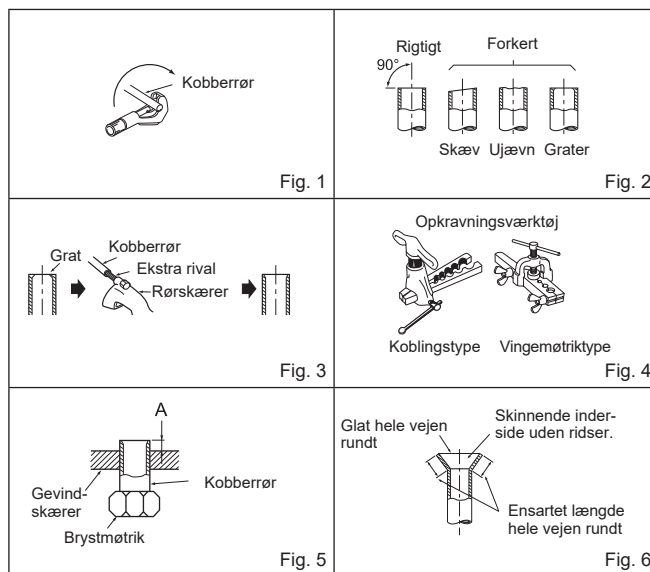 Kobberrør
Fig. 1
Rigtigt
Forkert
90°
Skæv
Ujævn
Grater
Fig. 2
Grat
Kobberrør
Ekstra rival
Rørskærer
Fig. 3
Opkravningsværktøj
Koblingstype
Vingemøtriktype
Fig. 4
A
Gevind-
skærer
Kobberrør
Brystmøtrik
Fig. 5
Glat hele vejen
rundt
Skinnende inder-
side uden ridser.
Ensartet længde
hele vejen rundt
Fig. 6